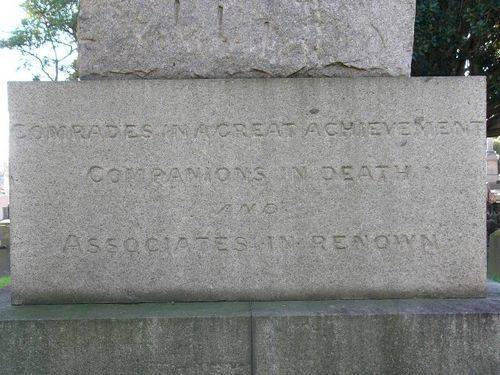 COMRADES IN A GREAT ACHIEVEMENT
COMPANIONS IN DEATH
AND
ASSOCIATES IN RENOWN